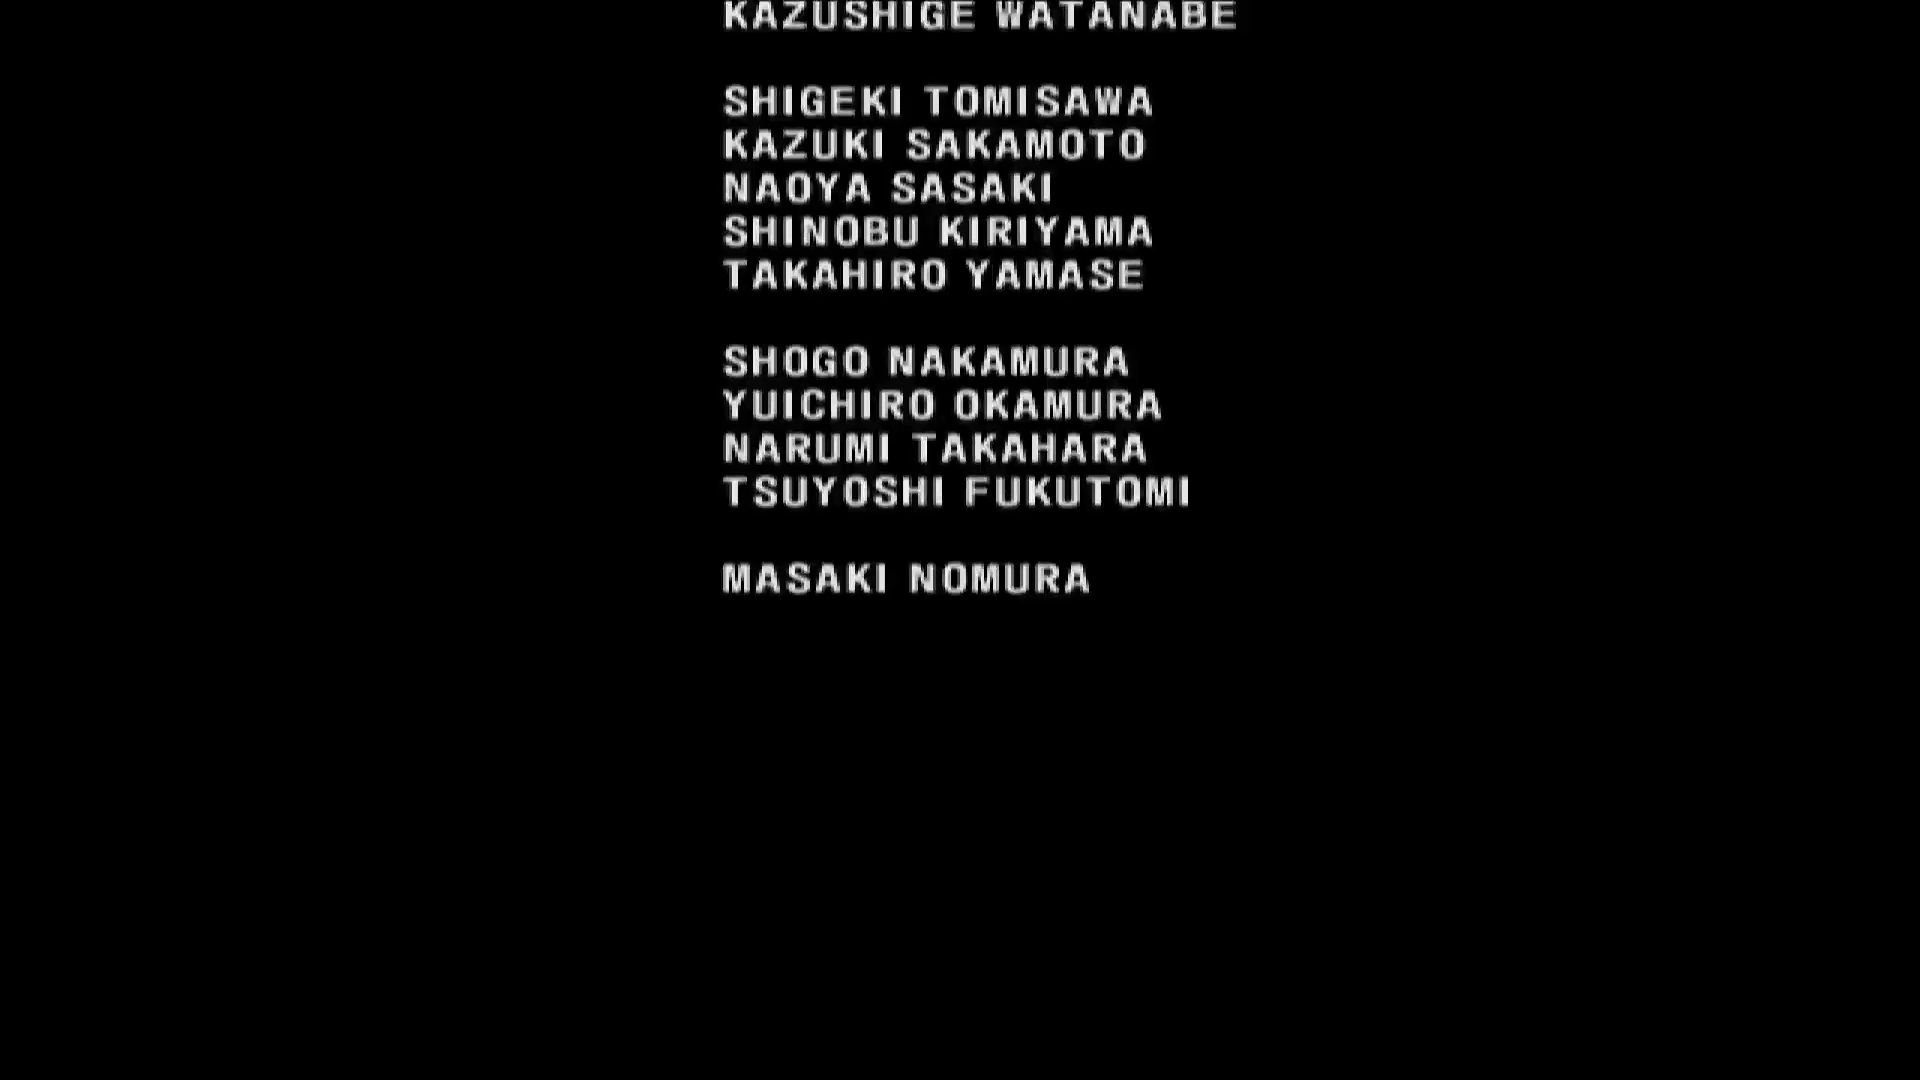 KAZUSHIGE WATANABE
SHIGEKI TOMISAWA
KAZUKI SAKAMOTO
NAOYA SASAKI
SHINOBU KIRIYAMA
TAKAHIRO YAMASE
SHOGO NAKAMURA
YUICHIRO OKAMURA
NARUMI TAKAHARA
TSUYOSHI FUKUTOMI
MASAKI NOMURA